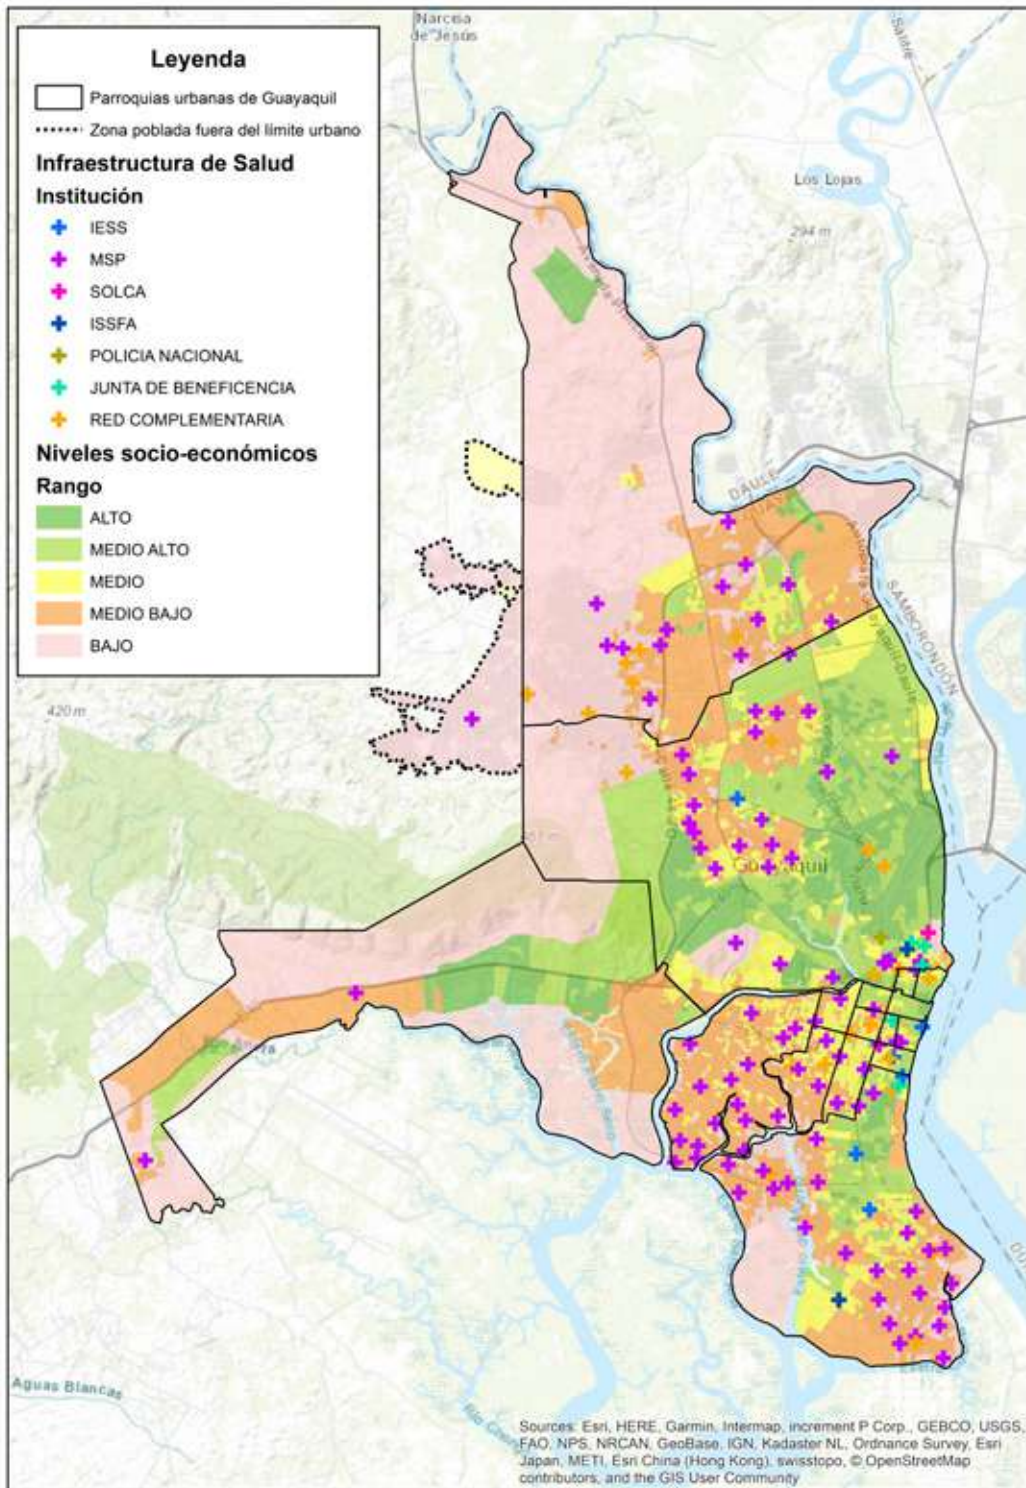 Narcisa
de Jesús
Salitre
Leyenda
Parroquias urbanas de Guayaquil
Zona poblada fuera del límite urbano
Infraestructura de Salud
Institución
IESS
MSP
SOLCA
ISSFA
POLICIA NACIONAL
JUNTA DE BENEFICENCIA
RED COMPLEMENTARIA
Niveles socio-económicos
Rango
ALTO
MEDIO ALTO
MEDIO
MEDIO BAJO
BAJO
Los Lojas
294 m
DAULE
SAMBORONDÓN
420 m
Guayaquil
Aguas Blancas
Sources: Esri, HERE, Garmin, Intermap, increment P Corp., GEBCO, USGS,
FAO, NPS, NRCAN, GeoBase, IGN, Kadaster NL, Ordnance Survey, Esri
Japan, METI, Esri China (Hong Kong), swisstopo, © OpenStreetMap
contributors, and the GIS User Community